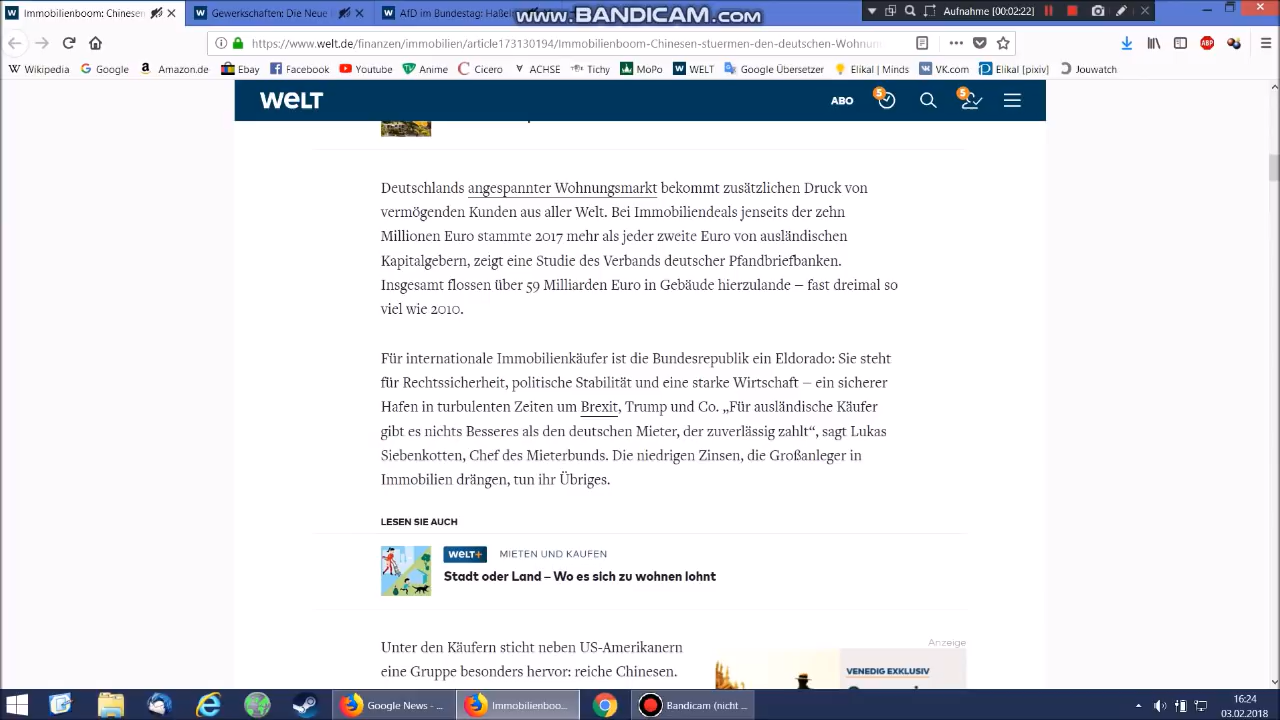 Immobilienboom: Chinesen
Gewerkschaften: Die Neue
AfD im Bundestag: Haßel
www.BANDICAM.com
Aufnahme [00:02:22]
https://www.welt.de/finanzen/immobilien/article173130194/Immobilienboom-Chinesen-stuermen-den-deutschen-Wohnun
Wikipedia Google Amazon.de Ebay Facebook Youtube Anime Cicero ACHSE Tichy MoPo WELT Google Übersetzer Elikal | Minds VK.com Elikal [pixiv] Jouwatch
WELT ABO 5 5
Deutschlands angespannter Wohnungsmarkt bekommt zusätzlichen Druck von
vermögenden Kunden aus aller Welt. Bei Immobiliendeals jenseits der zehn
Millionen Euro stammte 2017 mehr als jeder zweite Euro von ausländischen
Kapitalgebern, zeigt eine Studie des Verbands deutscher Pfandbriefbanken.
Insgesamt flossen über 59 Milliarden Euro in Gebäude hierzulande – fast dreimal so
viel wie 2010.
Für internationale Immobilienkäufer ist die Bundesrepublik ein Eldorado: Sie steht
für Rechtssicherheit, politische Stabilität und eine starke Wirtschaft – ein sicherer
Hafen in turbulenten Zeiten um Brexit, Trump und Co. „Für ausländische Käufer
gibt es nichts Besseres als den deutschen Mieter, der zuverlässig zahlt“, sagt Lukas
Siebenkotten, Chef des Mieterbunds. Die niedrigen Zinsen, die Großanleger in
Immobilien drängen, tun ihr Übriges.
LESEN SIE AUCH
WELT+ MIETEN UND KAUFEN
Stadt oder Land – Wo es sich zu wohnen lohnt
Unter den Käufern sticht neben US-Amerikanern
eine Gruppe besonders hervor: reiche Chinesen.
Anzeige
VENEDIG EXKLUSIV
Google News - ...
Immobilienboo...
Bandicam (nicht ...
16:24
03.02.2018